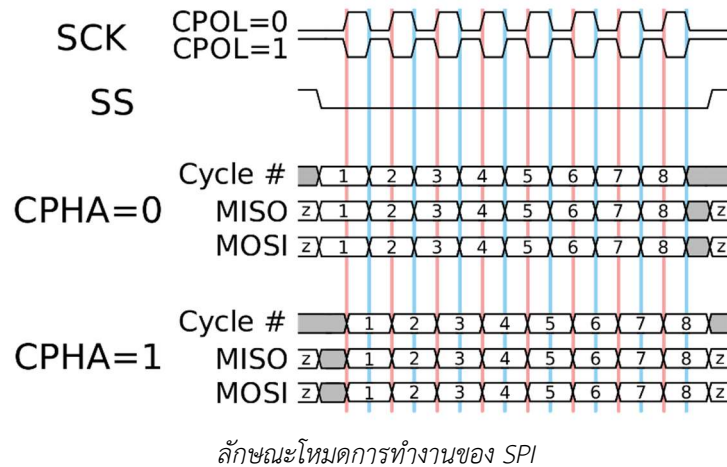 SCK CPOL=0
CPOL=1
SS
Cycle # 1 2 3 4 5 6 7 8
CPHA=0 MISO z 1 2 3 4 5 6 7 8 z
MOSI z 1 2 3 4 5 6 7 8 z
Cycle # 1 2 3 4 5 6 7 8
CPHA=1 MISO z 1 2 3 4 5 6 7 8 z
MOSI z 1 2 3 4 5 6 7 8 z
ลักษณะโหมดการทำงานของ SPI